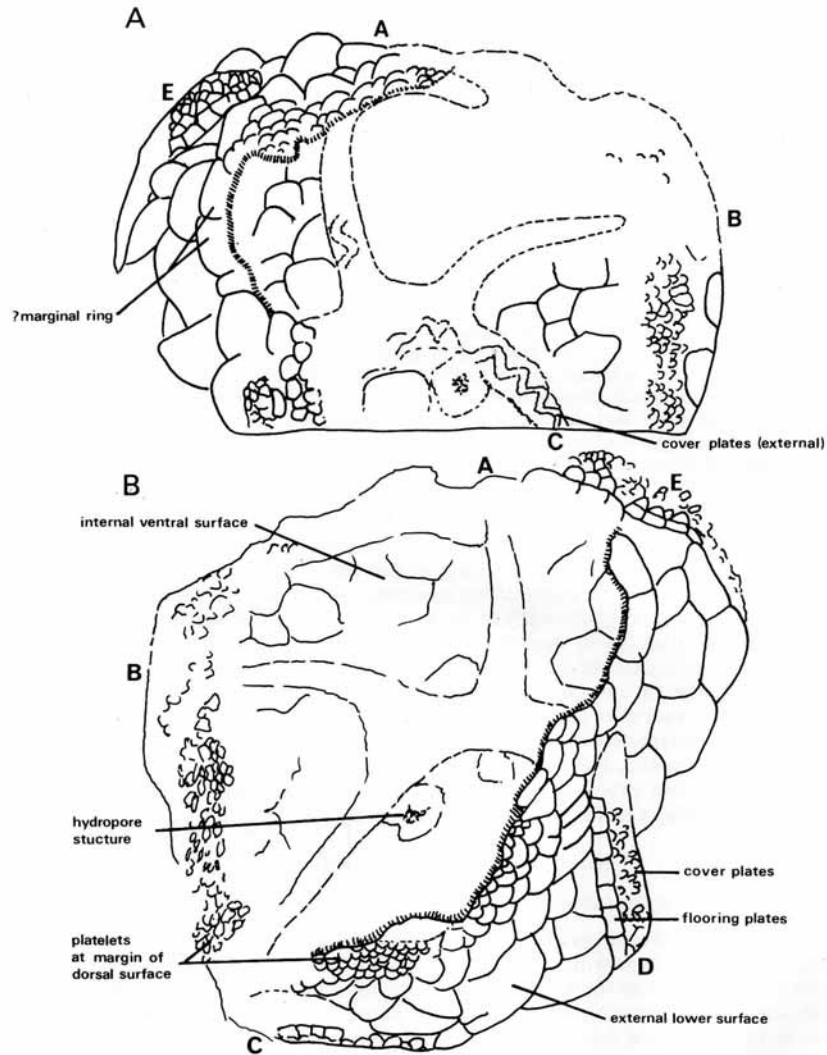 A
A
E
B
?marginal ring
C
cover plates (external)
B
A
E
internal ventral surface
B
hydropore
stucture
cover plates
flooring plates
platelets
at margin of
dorsal surface
D
external lower surface
C